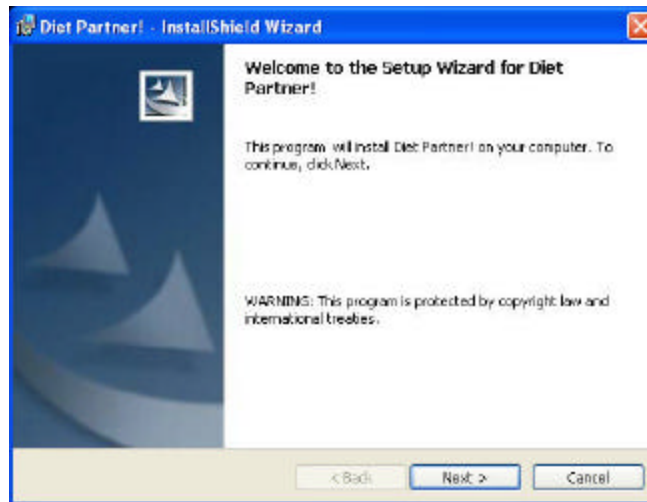 Diet Partner! - InstallShield Wizard
Welcome to the Setup Wizard for Diet
Partner!
This program will install Diet Partner! on your computer. To
continue, click Next.
WARNING: This program is protected by copyright law and
international treaties.
< Back
Next >
Cancel